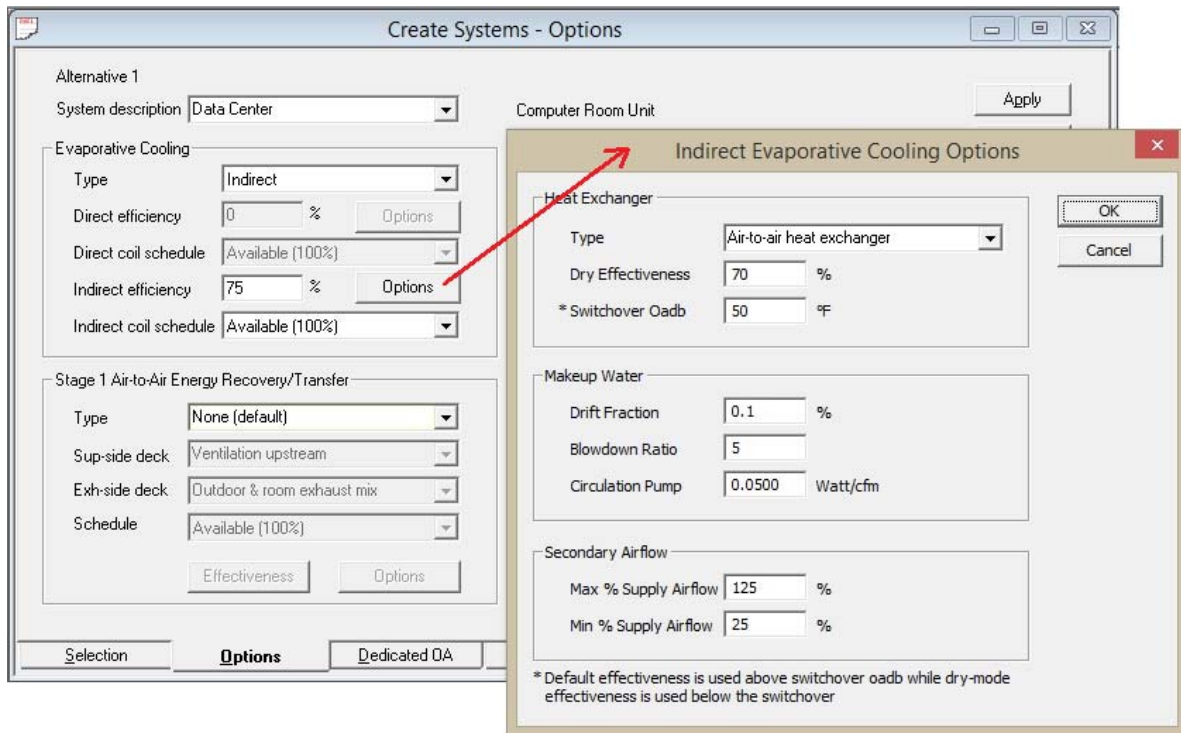 Create Systems - Options
Alternative 1
System description Data Center
Computer Room Unit
Apply
Evaporative Cooling
Type Indirect
Direct efficiency 0 % Options
Direct coil schedule Available (100%)
Indirect efficiency 75 % Options
Indirect coil schedule Available (100%)
Stage 1 Air-to-Air Energy Recovery/Transfer
Type None (default)
Sup-side deck Ventilation upstream
Exh-side deck Outdoor & room exhaust mix
Schedule Available (100%)
Effectiveness Options
Selection Options Dedicated OA
Indirect Evaporative Cooling Options
Heat Exchanger
OK
Type Air-to-air heat exchanger
Cancel
Dry Effectiveness 70 %
* Switchover Oadb 50 °F
Makeup Water
Drift Fraction 0.1 %
Blowdown Ratio 5
Circulation Pump 0.0500 Watt/cfm
Secondary Airflow
Max % Supply Airflow 125 %
Min % Supply Airflow 25 %
* Default effectiveness is used above switchover oadb while dry-mode
effectiveness is used below the switchover